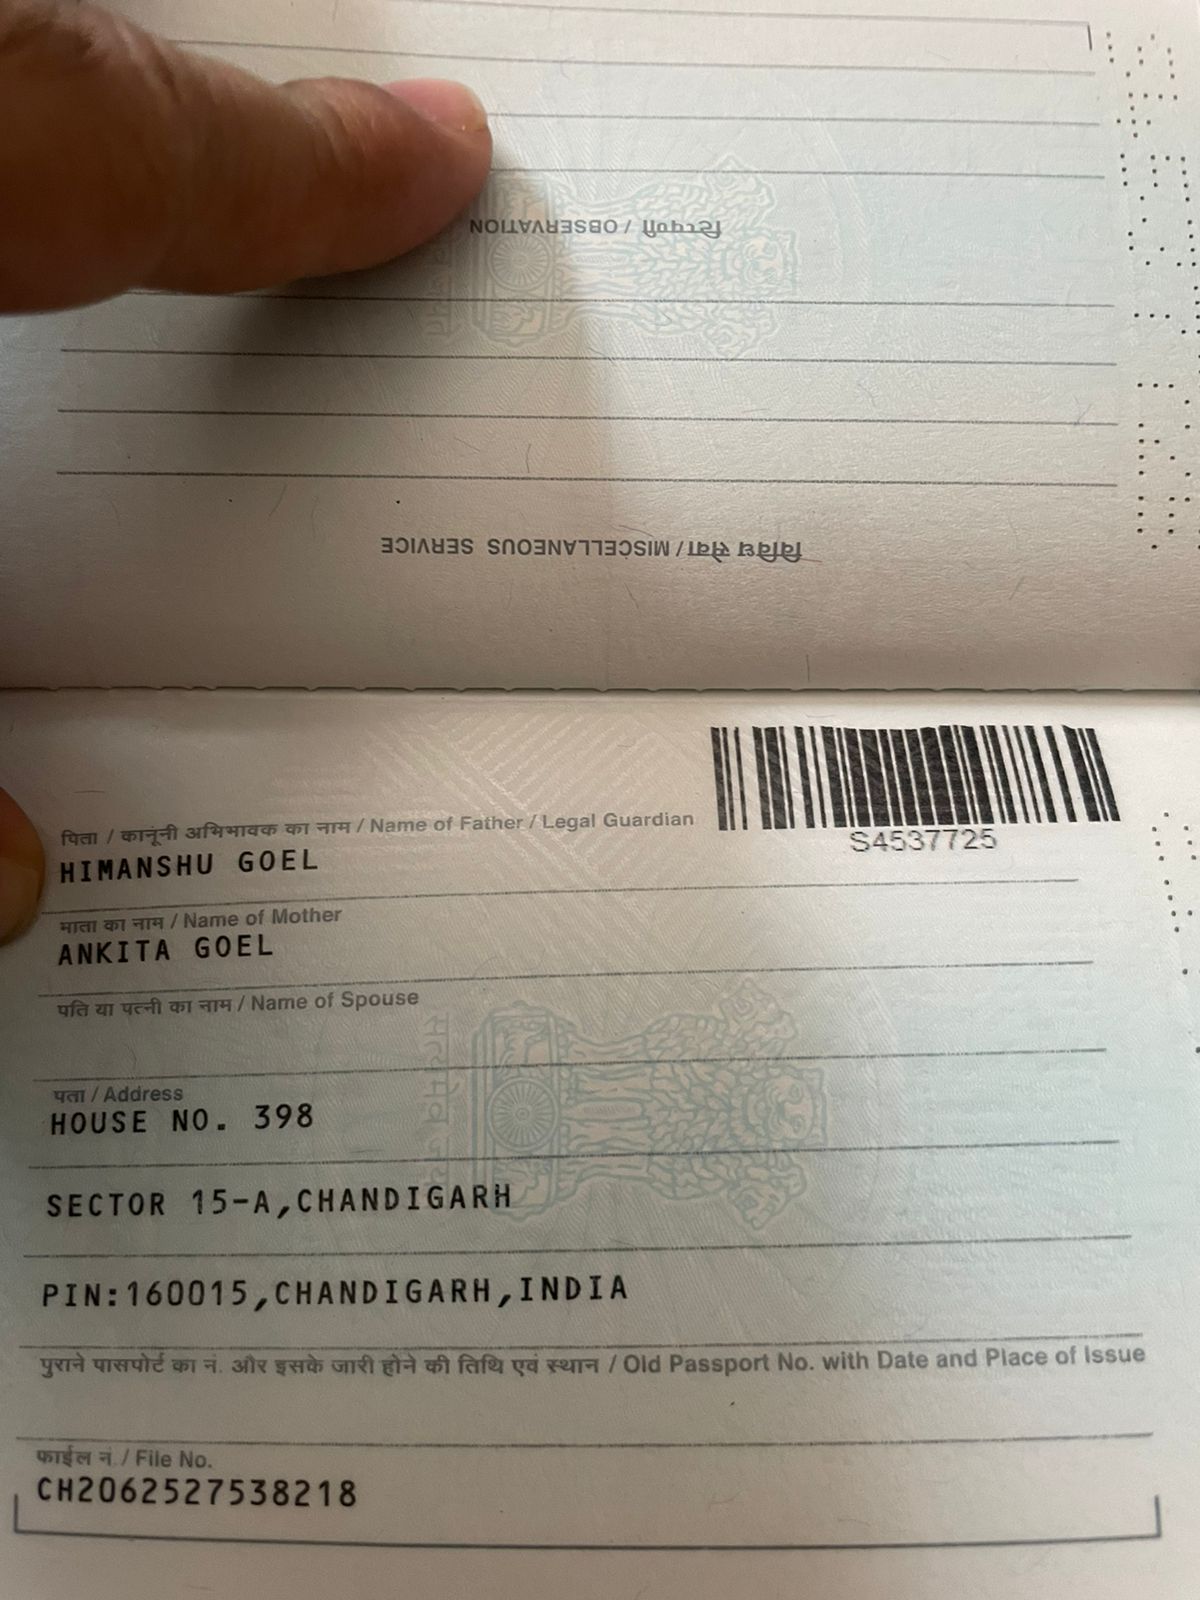 टिप्पणी / OBSERVATION
विविध सेवा / MISCELLANEOUS SERVICE
S4537725
पिता / कानूनी अभिभावक का नाम / Name of Father / Legal Guardian
HIMANSHU GOEL
माता का नाम / Name of Mother
ANKITA GOEL
पति या पत्नी का नाम / Name of Spouse
पता / Address
HOUSE NO. 398
SECTOR 15-A,CHANDIGARH
PIN:160015,CHANDIGARH,INDIA
पुराने पासपोर्ट का नं. और इसके जारी होने की तिथि एवं स्थान / Old Passport No. with Date and Place of Issue
फाईल नं. / File No.
CH2062527538218